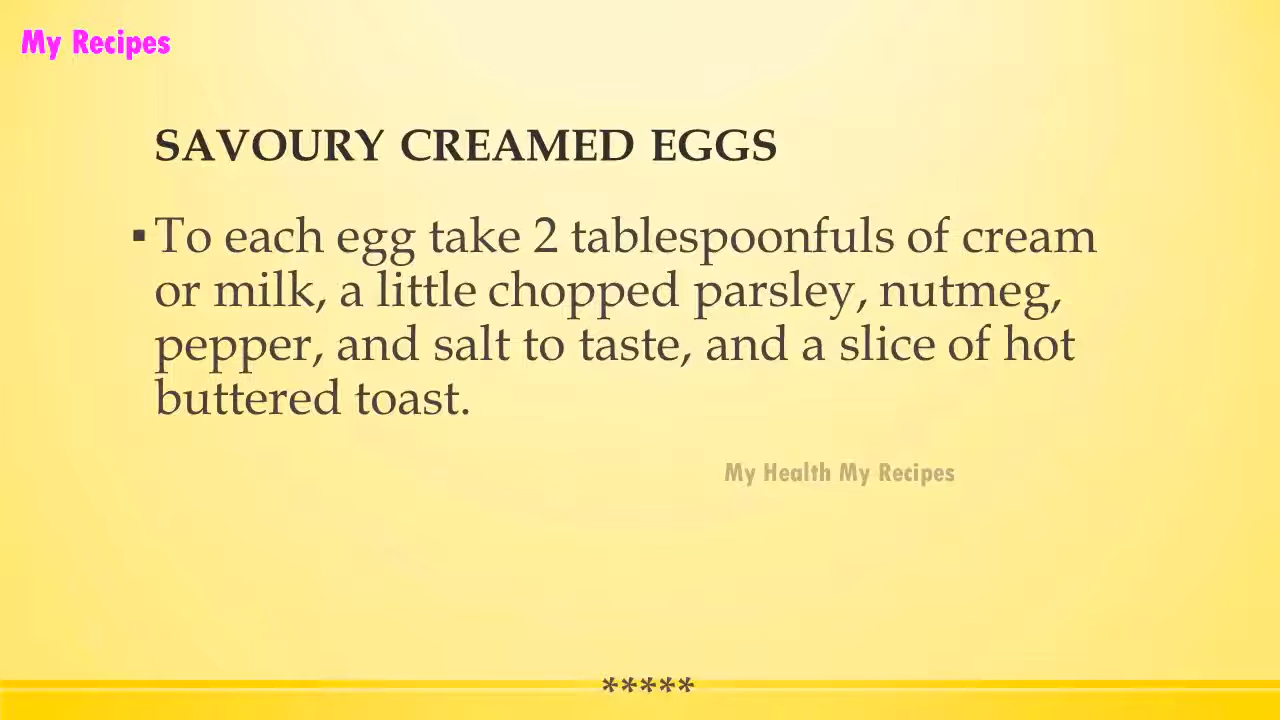 My Recipes
SAVOURY CREAMED EGGS
▪To each egg take 2 tablespoonfuls of cream
or milk, a little chopped parsley, nutmeg,
pepper, and salt to taste, and a slice of hot
buttered toast.
My Health My Recipes
*****